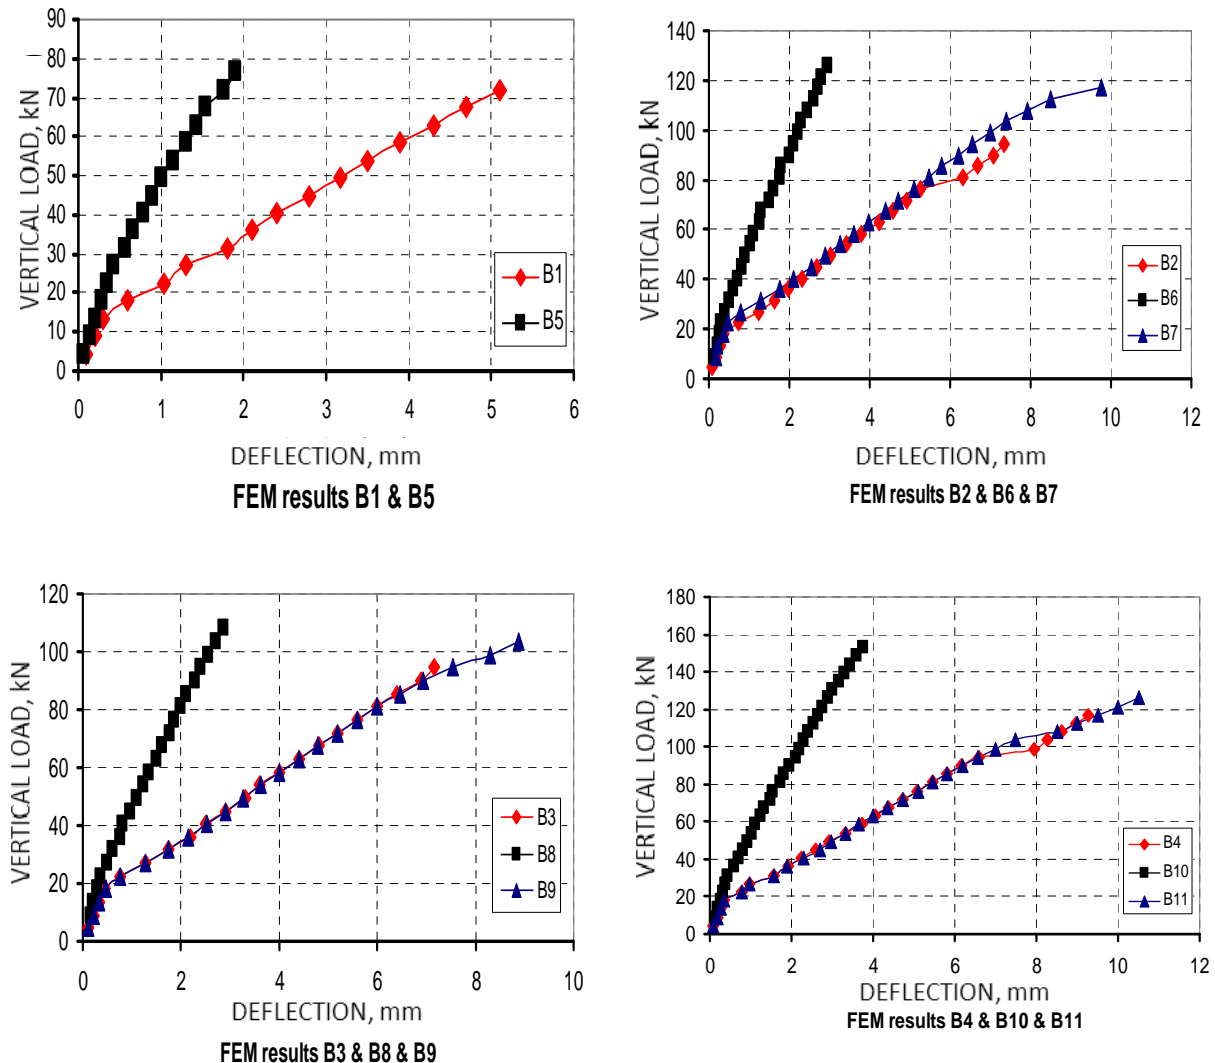 90
80
70
60
50
40
30
20
10
0
VERTICAL LOAD, kN
B1
B5
0 1 2 3 4 5 6
DEFLECTION, mm
FEM results B1 & B5
140
120
100
80
60
40
20
0
VERTICAL LOAD, kN
B2
B6
B7
0 2 4 6 8 10 12
DEFLECTION, mm
FEM results B2 & B6 & B7
120
100
80
60
40
20
0
VERTICAL LOAD, kN
B3
B8
B9
0 2 4 6 8 10
DEFLECTION, mm
FEM results B3 & B8 & B9
180
160
140
120
100
80
60
40
20
0
VERTICAL LOAD, kN
B4
B10
B11
0 2 4 6 8 10 12
DEFLECTION, mm
FEM results B4 & B10 & B11